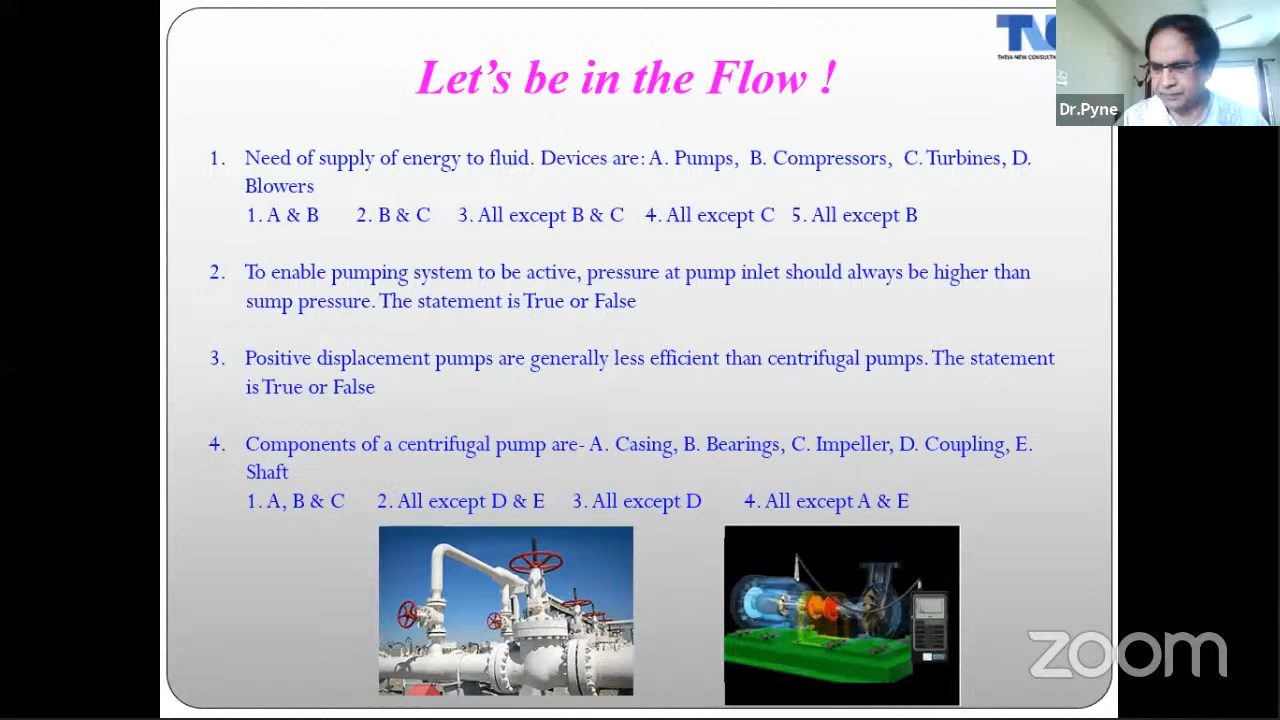 Let's be in the Flow !
THEIA NEW CONSULTA
Dr.Pyne
1. Need of supply of energy to fluid. Devices are: A. Pumps, B. Compressors, C. Turbines, D.
Blowers
1. A & B 2. B & C 3. All except B & C 4. All except C 5. All except B
2. To enable pumping system to be active, pressure at pump inlet should always be higher than
sump pressure. The statement is True or False
3. Positive displacement pumps are generally less efficient than centrifugal pumps. The statement
is True or False
4. Components of a centrifugal pump are- A. Casing, B. Bearings, C. Impeller, D. Coupling, E.
Shaft
1. A, B & C 2. All except D & E 3. All except D 4. All except A & E
zoom